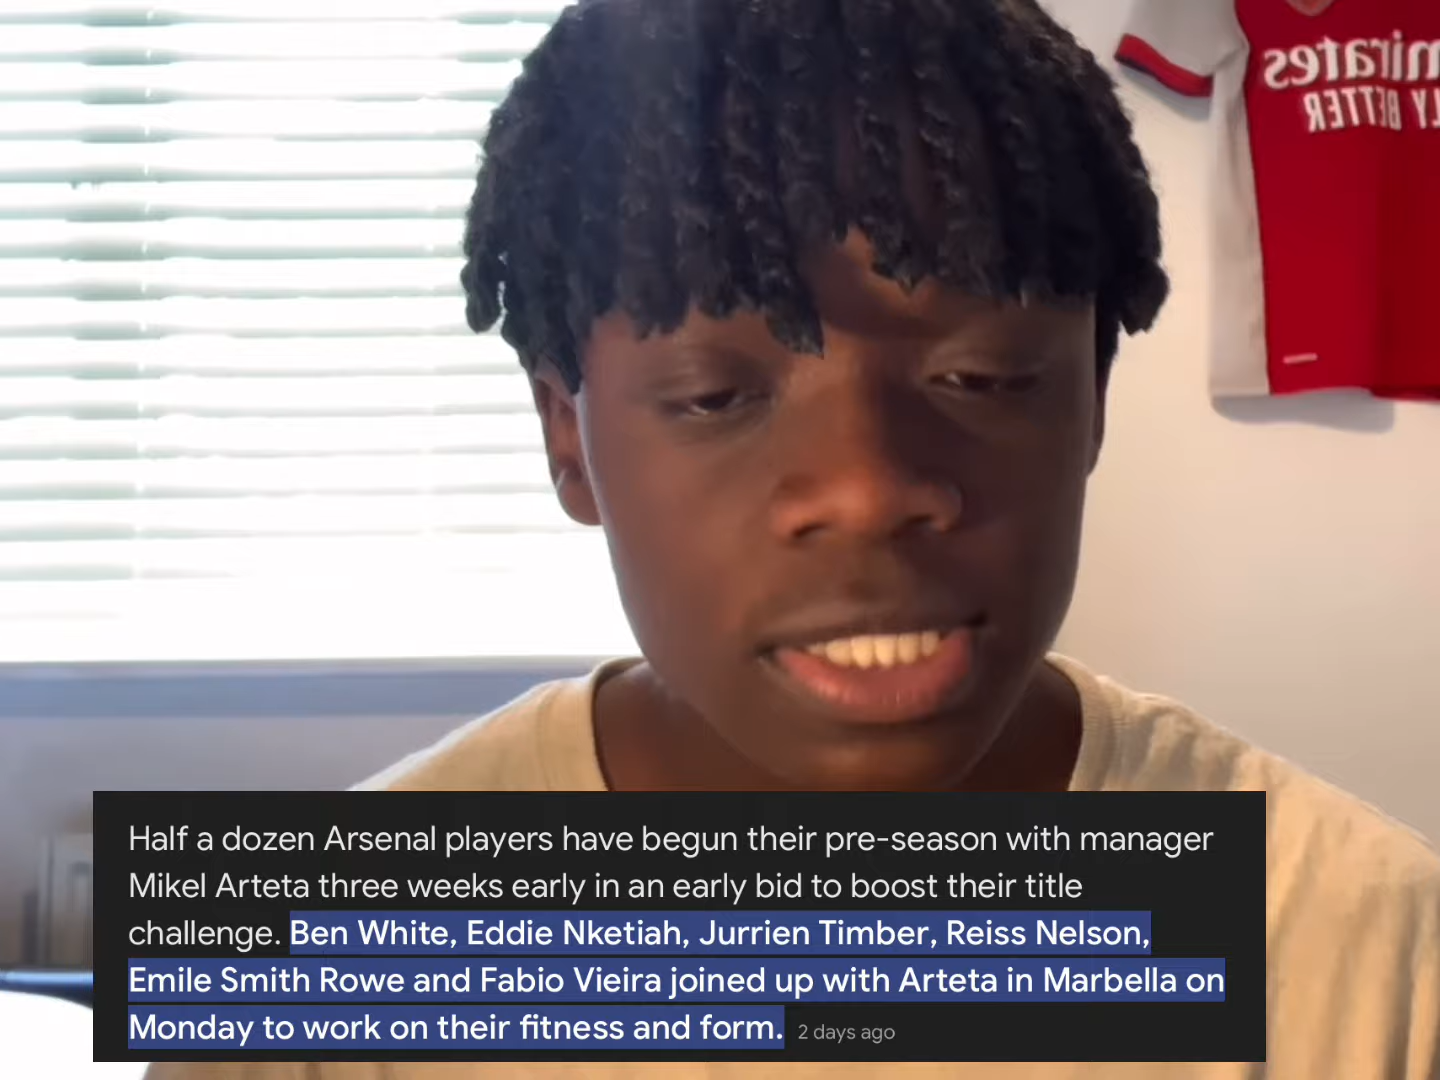 mirates
LY BETTER
Half a dozen Arsenal players have begun their pre-season with manager
Mikel Arteta three weeks early in an early bid to boost their title
challenge. Ben White, Eddie Nketiah, Jurrien Timber, Reiss Nelson,
Emile Smith Rowe and Fabio Vieira joined up with Arteta in Marbella on
Monday to work on their fitness and form. 2 days ago